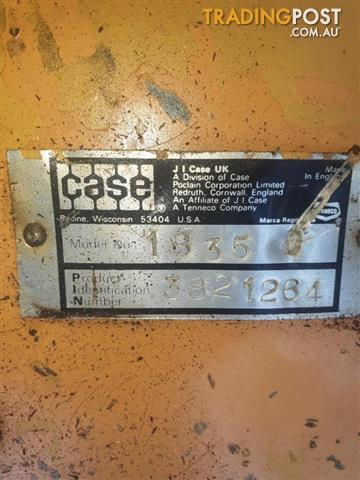 TRADINGPOST
.COM.AU
case
J I Case UK
A Division of Case
Poclain Corporation Limited
Redruth, Cornwall, England
An Affiliate of J I Case
A Tenneco Company
Made
In England
Racine, Wisconsin 53404 U.S.A.
Marca Reg
Model No.
Product
Identification
Number
3821264